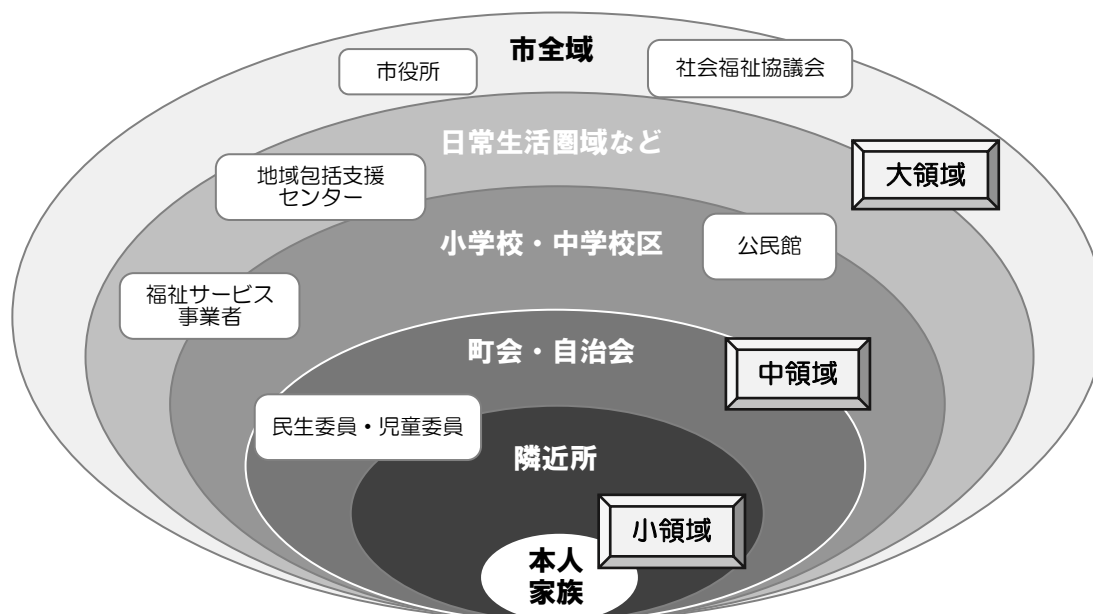 市全域
市役所
社会福祉協議会
日常生活圏域など
大領域
地域包括支援
センター
小学校・中学校区
公民館
福祉サービス
事業者
町会・自治会
中領域
民生委員・児童委員
隣近所
小領域
本人
家族